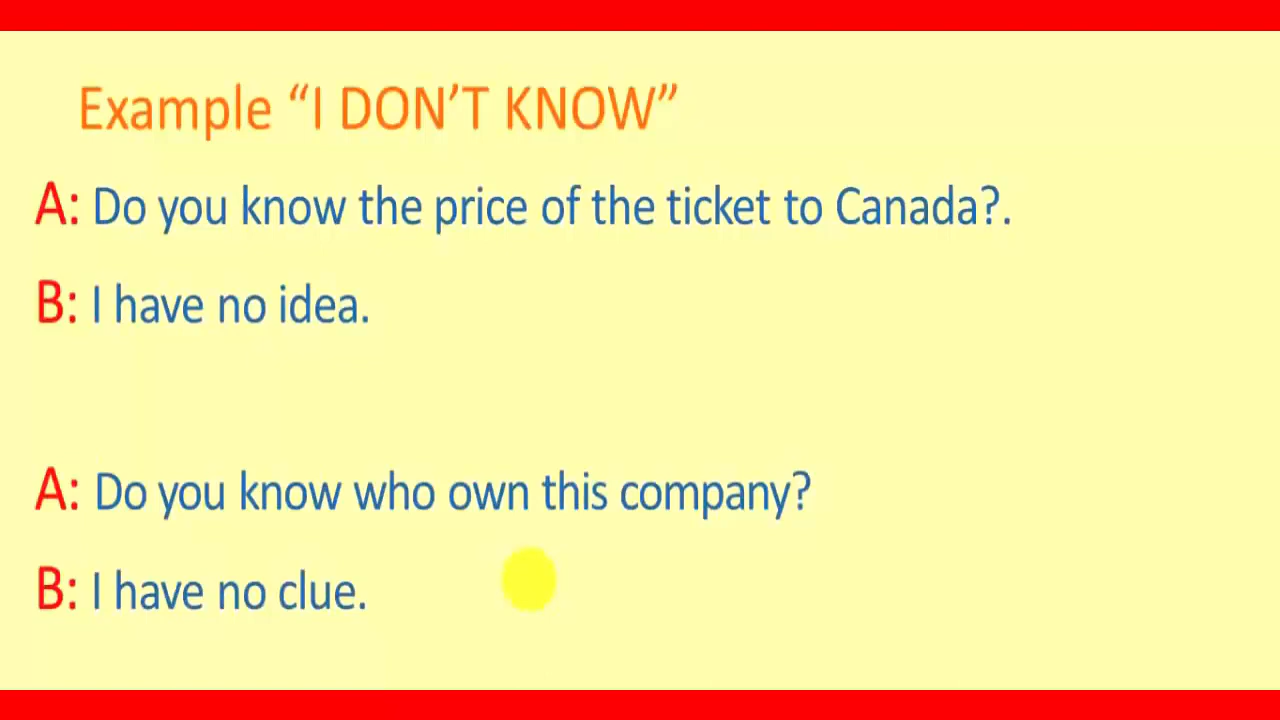 Example “I DON’T KNOW”
A: Do you know the price of the ticket to Canada?.
B: I have no idea.
A: Do you know who own this company?
B: I have no clue.